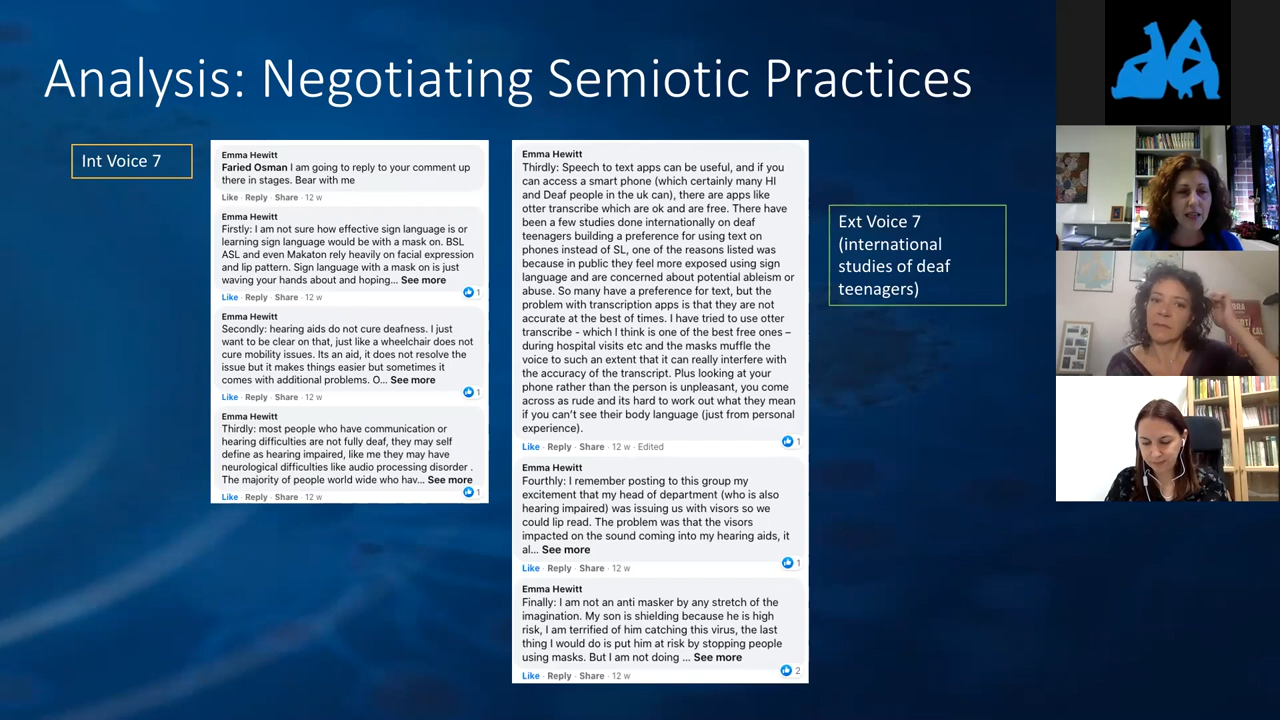 Analysis: Negotiating Semiotic Practices
Int Voice 7
Emma Hewitt
Faried Osman I am going to reply to your comment up
there in stages. Bear with me
Like · Reply · Share · 12 w
Emma Hewitt
Firstly: I am not sure how effective sign language is or
learning sign language would be with a mask on. BSL
ASL and even Makaton rely heavily on facial expression
and lip pattern. Sign language with a mask on is just
waving your hands about and hoping... See more
1
Like · Reply · Share · 12 w
Emma Hewitt
Secondly: hearing aids do not cure deafness. I just
want to be clear on that, just like a wheelchair does not
cure mobility issues. Its an aid, it does not resolve the
issue but it makes things easier but sometimes it
comes with additional problems. O... See more
1
Like · Reply · Share · 12 w
Emma Hewitt
Thirdly: most people who have communication or
hearing difficulties are not fully deaf, they may self
define as hearing impaired, like me they may have
neurological difficulties like audio processing disorder .
The majority of people world wide who hav... See more
1
Like · Reply · Share · 12 w
Emma Hewitt
Thirdly: Speech to text apps can be useful, and if you
can access a smart phone (which certainly many HI
and Deaf people in the uk can), there are apps like
otter transcribe which are ok and are free. There have
been a few studies done internationally on deaf
teenagers building a preference for using text on
phones instead of SL, one of the reasons listed was
because in public they feel more exposed using sign
language and are concerned about potential ableism or
abuse. So many have a preference for text, but the
problem with transcription apps is that they are not
accurate at the best of times. I have tried to use otter
transcribe - which I think is one of the best free ones –
during hospital visits etc and the masks muffle the
voice to such an extent that it can really interfere with
the accuracy of the transcript. Plus looking at your
phone rather than the person is unpleasant, you come
across as rude and its hard to work out what they mean
if you can't see their body language (just from personal
experience).
1
Like · Reply · Share · 12 w · Edited
Emma Hewitt
Fourthly: I remember posting to this group my
excitement that my head of department (who is also
hearing impaired) was issuing us with visors so we
could lip read. The problem was that the visors
impacted on the sound coming into my hearing aids, it
al... See more
1
Like · Reply · Share · 12 w
Emma Hewitt
Finally: I am not an anti masker by any stretch of the
imagination. My son is shielding because he is high
risk, I am terrified of him catching this virus, the last
thing I would do is put him at risk by stopping people
using masks. But I am not doing ... See more
2
Like · Reply · Share · 12 w
Ext Voice 7
(international
studies of deaf
teenagers)